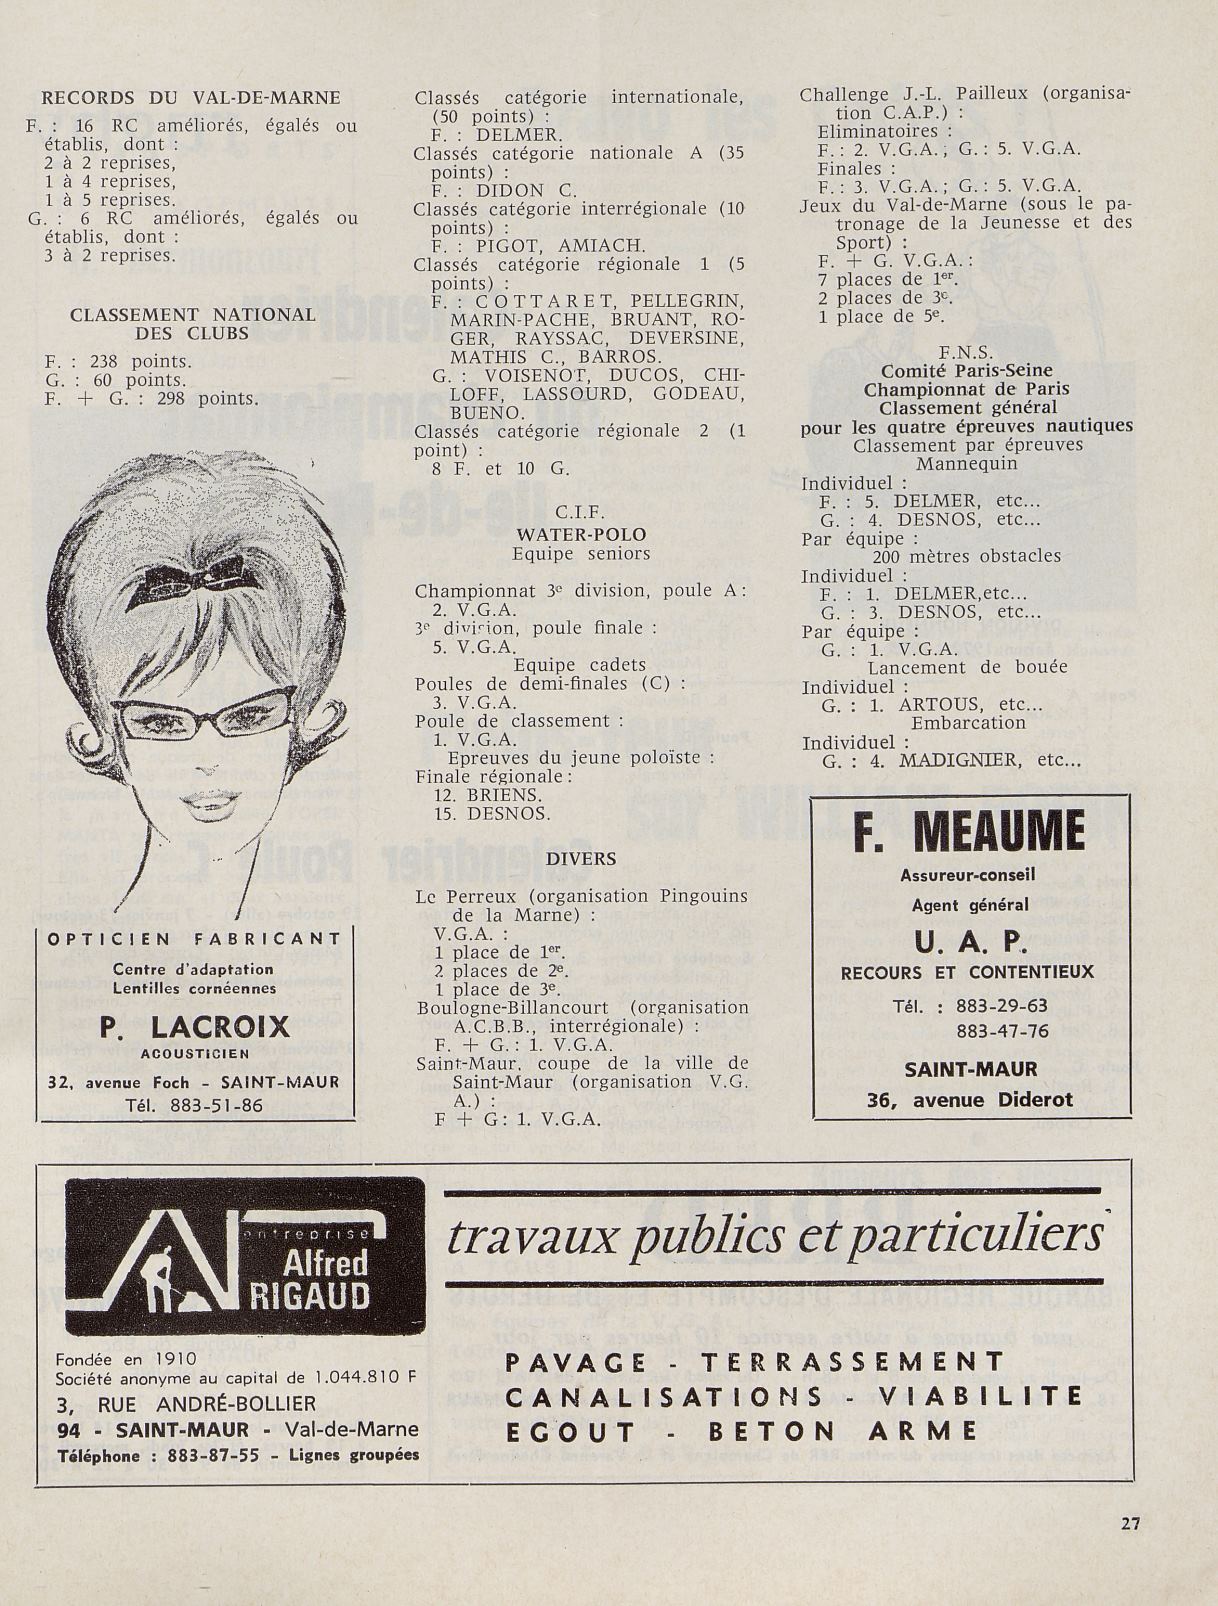 RECORDS DU VAL-DE-MARNE
F. : 16 RC améliorés, égalés ou
établis, dont :
2 à 2 reprises,
1 à 4 reprises,
1 à 5 reprises.
G. : 6 RC améliorés, égalés ou
établis, dont :
3 à 2 reprises.
CLASSEMENT NATIONAL
DES CLUBS
F. : 238 points.
G. : 60 points.
F. + G. : 298 points.
OPTICIEN FABRICANT
Centre d'adaptation
Lentilles cornéennes
P. LACROIX
ACOUSTICIEN
32, avenue Foch - SAINT-MAUR
Tél. 883-51-86
Classés catégorie internationale,
(50 points) :
F. : DELMER.
Classés catégorie nationale A (35
points) :
F. : DIDON C.
Classés catégorie interrégionale (10
points) :
F. : PIGOT, AMIACH.
Classés catégorie régionale 1 (5
points) :
F. : COTTARET, PELLEGRIN,
MARIN-PACHE, BRUANT, RO-
GER, RAYSSAC, DEVERSINE,
MATHIS C., BARROS.
G. : VOISENOT, DUCOS, CHI-
LOFF, LASSOURD, GODEAU,
BUENO.
Classés catégorie régionale 2 (1
point) :
8 F. et 10 G.
C.I.F.
WATER-POLO
Equipe seniors
Championnat 3e division, poule A :
2. V.G.A.
3e division, poule finale :
5. V.G.A.
Equipe cadets
Poules de demi-finales (C) :
3. V.G.A.
Poule de classement :
1. V.G.A.
Epreuves du jeune poloïste :
Finale régionale :
12. BRIENS.
15. DESNOS.
DIVERS
Le Perreux (organisation Pingouins
de la Marne) :
V.G.A. :
1 place de 1er.
2 places de 2e.
1 place de 3e.
Boulogne-Billancourt (organisation
A.C.B.B., interrégionale) :
F. + G. : 1. V.G.A.
Saint-Maur, coupe de la ville de
Saint-Maur (organisation V.G.
A.) :
F + G : 1. V.G.A.
Challenge J.-L. Pailleux (organisa-
tion C.A.P.) :
Eliminatoires :
F. : 2. V.G.A. ; G. : 5. V.G.A.
Finales :
F. : 3. V.G.A. ; G. : 5. V.G.A.
Jeux du Val-de-Marne (sous le pa-
tronage de la Jeunesse et des
Sport) :
F. + G. V.G.A. :
7 places de 1er.
2 places de 3e.
1 place de 5e.
F.N.S.
Comité Paris-Seine
Championnat de Paris
Classement général
pour les quatre épreuves nautiques
Classement par épreuves
Mannequin
Individuel :
F. : 5. DELMER, etc...
G. : 4. DESNOS, etc...
Par équipe :
200 mètres obstacles
Individuel :
F. : 1. DELMER,etc...
G. : 3. DESNOS, etc...
Par équipe :
G. : 1. V.G.A.
Lancement de bouée
Individuel :
G. : 1. ARTOUS, etc...
Embarcation
Individuel :
G. : 4. MADIGNIER, etc...
F. MEAUME
Assureur-conseil
Agent général
U. A. P.
RECOURS ET CONTENTIEUX
Tél. : 883-29-63
883-47-76
SAINT-MAUR
36, avenue Diderot
entreprise
Alfred
RIGAUD
Fondée en 1910
Société anonyme au capital de 1.044.810 F
3, RUE ANDRÉ-BOLLIER
94 - SAINT-MAUR - Val-de-Marne
Téléphone : 883-87-55 - Lignes groupées
travaux publics et particuliers
PAVAGE - TERRASSEMENT
CANALISATIONS - VIABILITE
EGOUT - BETON ARME
27